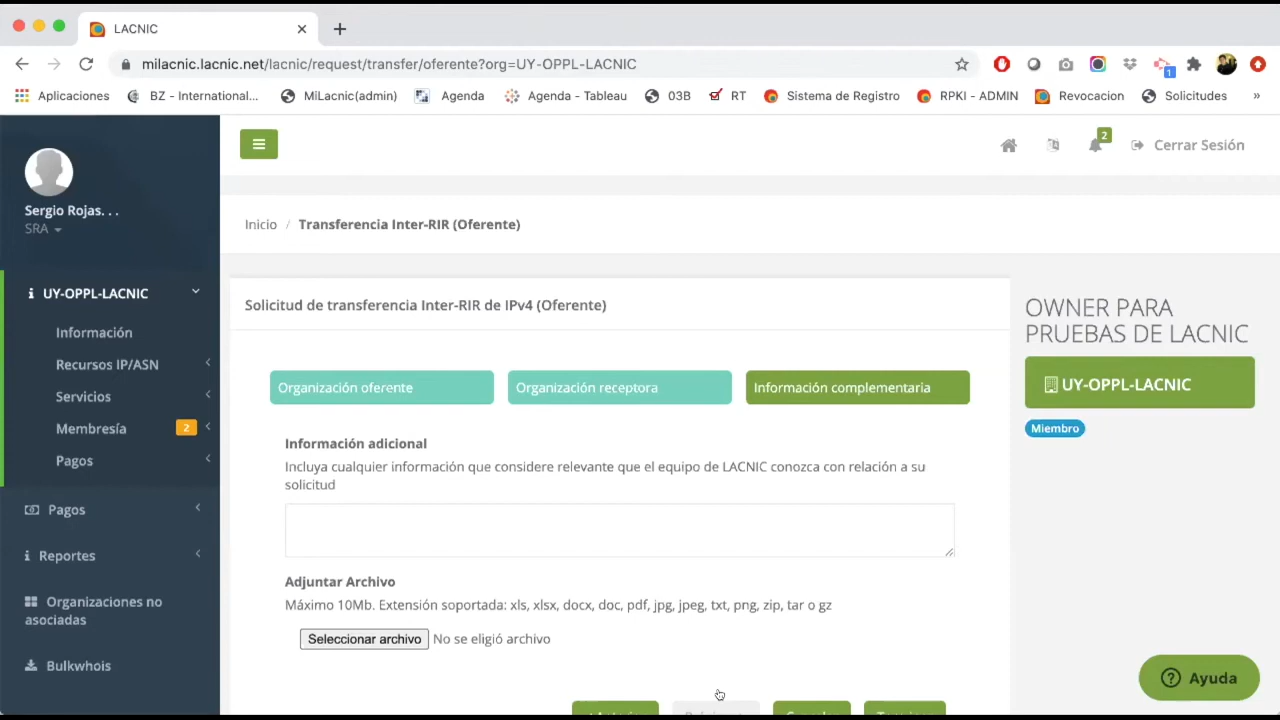 LACNIC
milacnic.lacnic.net/lacnic/request/transfer/oferente?org=UY-OPPL-LACNIC
1
Aplicaciones
BZ - International...
MiLacnic(admin)
Agenda
Agenda - Tableau
03B
RT
Sistema de Registro
RPKI - ADMIN
Revocacion
Solicitudes
»
Sergio Rojas. . .
SRA
2
Cerrar Sesión
Inicio / Transferencia Inter-RIR (Oferente)
UY-OPPL-LACNIC
Información
Recursos IP/ASN
Servicios
Membresía 2
Pagos
Pagos
Reportes
Organizaciones no
asociadas
Bulkwhois
Solicitud de transferencia Inter-RIR de IPv4 (Oferente)
Organización oferente
Organización receptora
Información complementaria
Información adicional
Incluya cualquier información que considere relevante que el equipo de LACNIC conozca con relación a su
solicitud
Adjuntar Archivo
Máximo 10Mb. Extensión soportada: xls, xlsx, docx, doc, pdf, jpg, jpeg, txt, png, zip, tar o gz
Seleccionar archivo No se eligió archivo
OWNER PARA
PRUEBAS DE LACNIC
UY-OPPL-LACNIC
Miembro
Ayuda